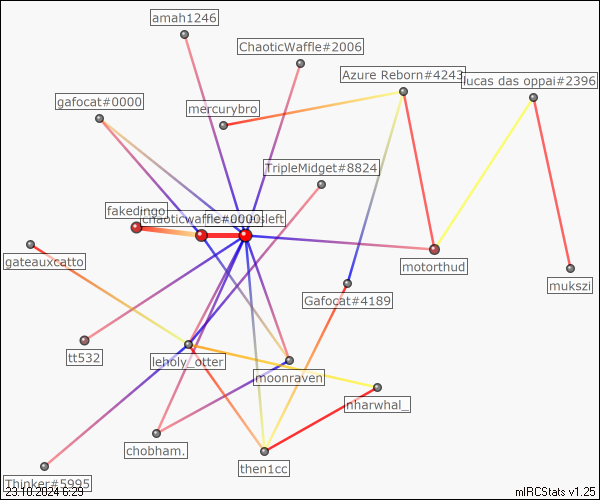 amah1246
ChaoticWaffle#2006
Azure Reborn#4243
lucas das oppai#2396
gafocat#0000
mercurybro
TripleMidget#8824
fakedingo
chaoticwaffle#0000
left
gateauxcatto
motorthud
mukszi
Gafocat#4189
tt532
leholy_otter
moonraven
nharwhal_
chobham.
then1cc
Thinker#5995
23.10.2024 6:29
mIRCStats v1.25